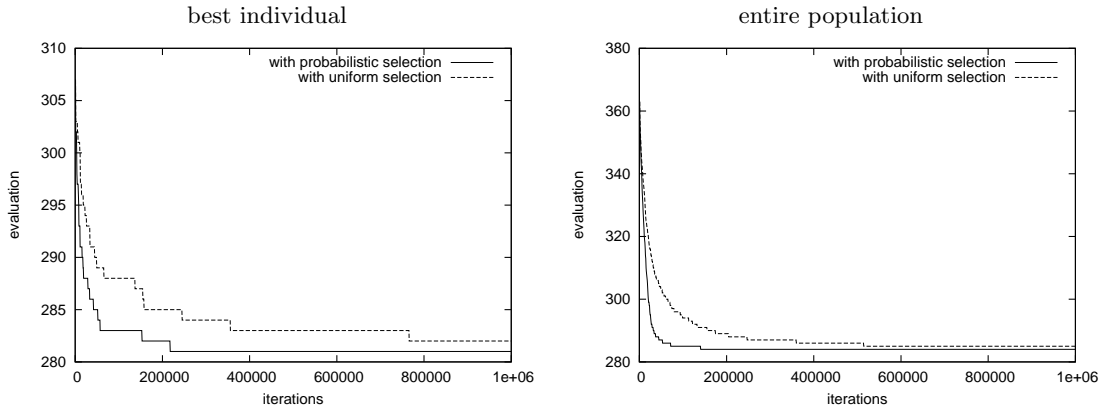 best individual
310
305
300
295
290
285
280
evaluation
with probabilistic selection
with uniform selection
0 200000 400000 600000 800000 1e+06
iterations
entire population
380
360
340
320
300
280
evaluation
with probabilistic selection
with uniform selection
0 200000 400000 600000 800000 1e+06
iterations